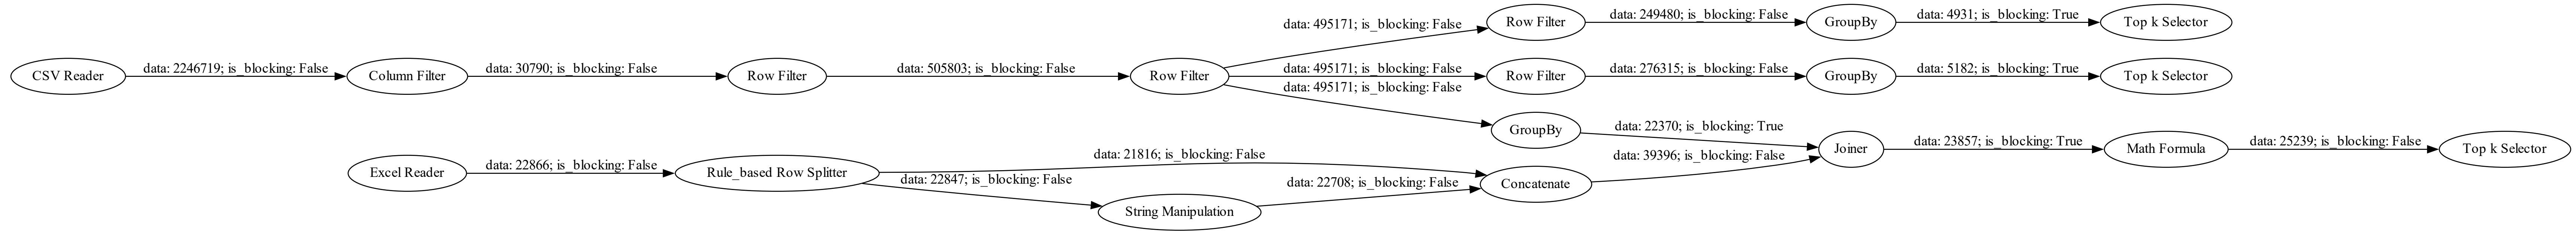 data: 495171; is_blocking: False
Row Filter
data: 249480; is_blocking: False
GroupBy
data: 4931; is_blocking: True
Top k Selector
CSV Reader
data: 2246719; is_blocking: False
Column Filter
data: 30790; is_blocking: False
Row Filter
data: 505803; is_blocking: False
Row Filter
data: 495171; is_blocking: False
Row Filter
data: 276315; is_blocking: False
GroupBy
data: 5182; is_blocking: True
Top k Selector
data: 495171; is_blocking: False
GroupBy
data: 22370; is_blocking: True
Joiner
data: 23857; is_blocking: True
Math Formula
data: 25239; is_blocking: False
Top k Selector
Excel Reader
data: 22866; is_blocking: False
Rule_based Row Splitter
data: 21816; is_blocking: False
data: 39396; is_blocking: False
data: 22847; is_blocking: False
String Manipulation
data: 22708; is_blocking: False
Concatenate